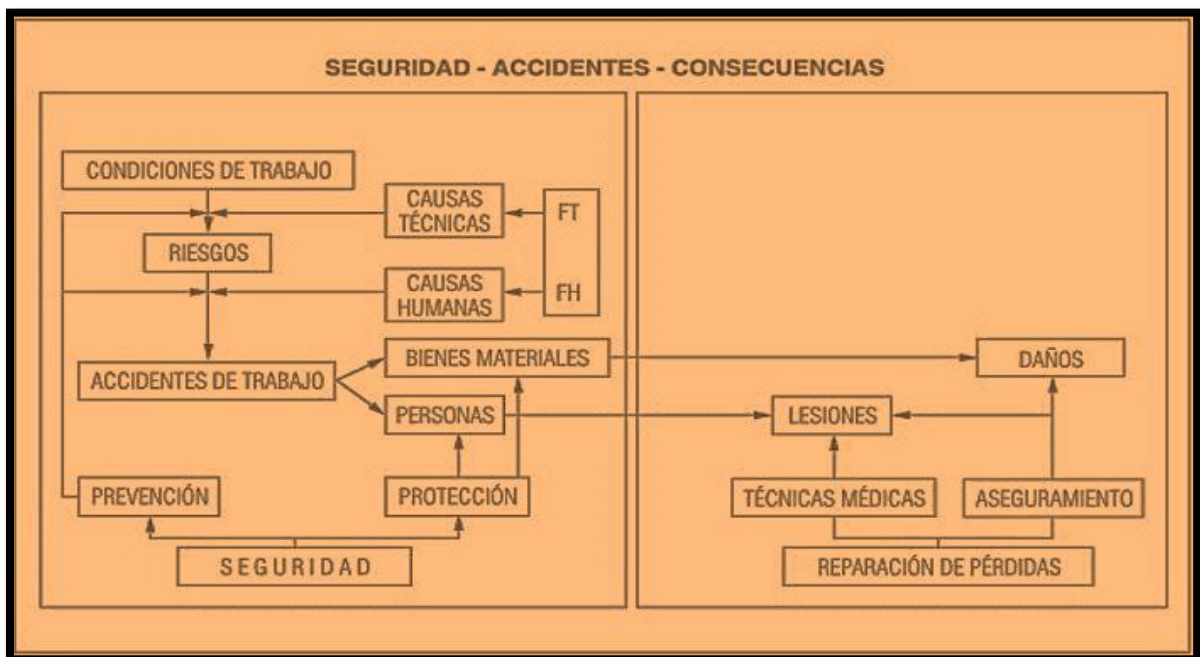 SEGURIDAD - ACCIDENTES - CONSECUENCIAS
CONDICIONES DE TRABAJO
CAUSAS
TÉCNICAS
FT
RIESGOS
CAUSAS
HUMANAS
FH
BIENES MATERIALES
DAÑOS
ACCIDENTES DE TRABAJO
PERSONAS
LESIONES
PREVENCIÓN
PROTECCIÓN
TÉCNICAS MÉDICAS
ASEGURAMIENTO
SEGURIDAD
REPARACIÓN DE PÉRDIDAS